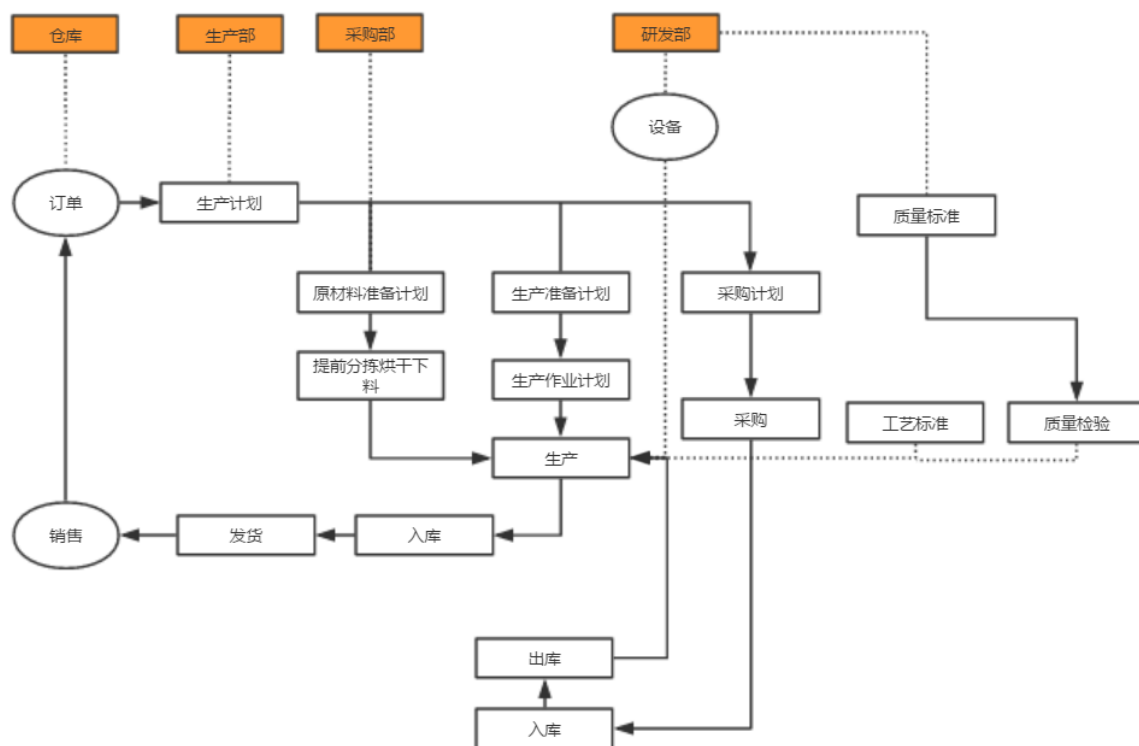 仓库
生产部
采购部
研发部
设备
订单
生产计划
质量标准
原材料准备计划
生产准备计划
采购计划
提前分拣烘干下
料
生产作业计划
采购
工艺标准
质量检验
生产
销售
发货
入库
出库
入库